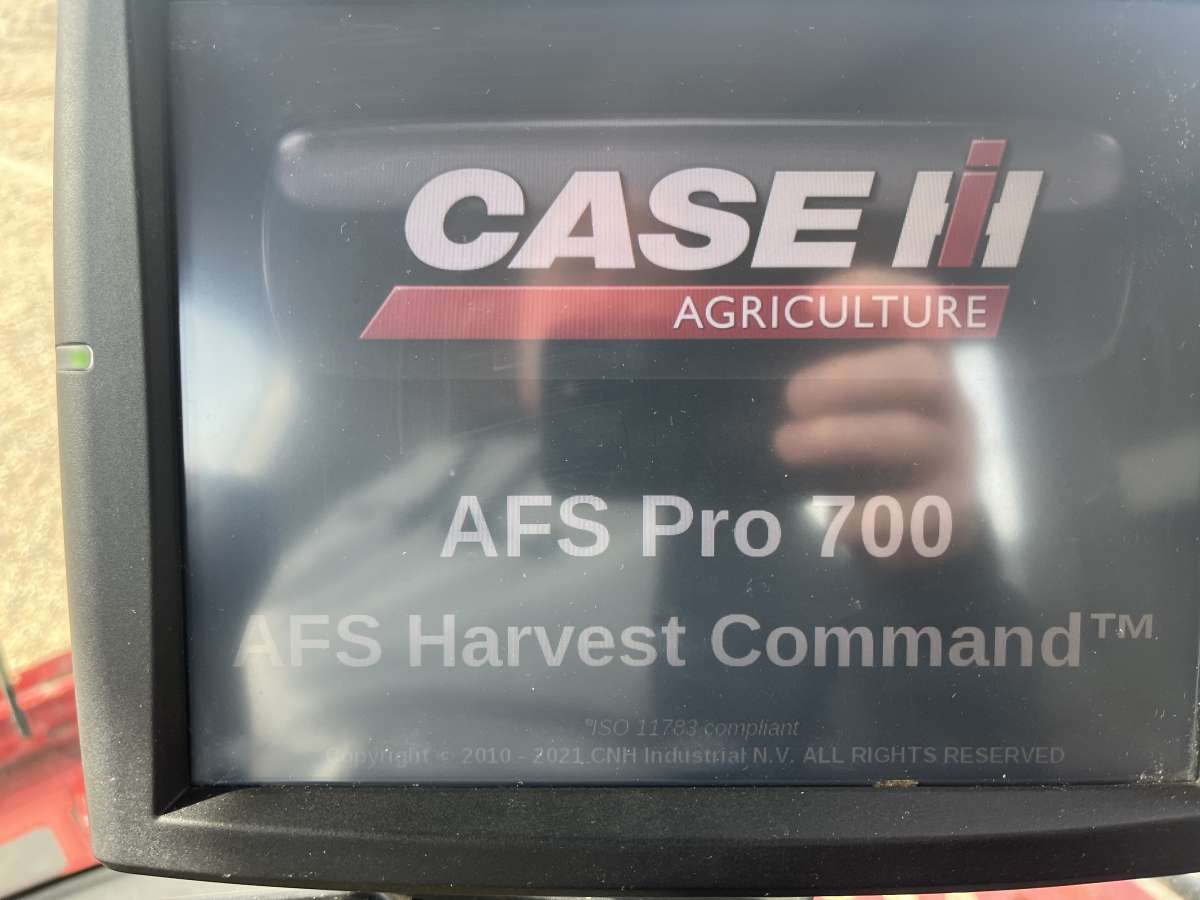 CASE IH
AGRICULTURE
AFS Pro 700
AFS Harvest Command™
*ISO 11783 compliant
Copyright © 2010 - 2021 CNH Industrial N.V. ALL RIGHTS RESERVED